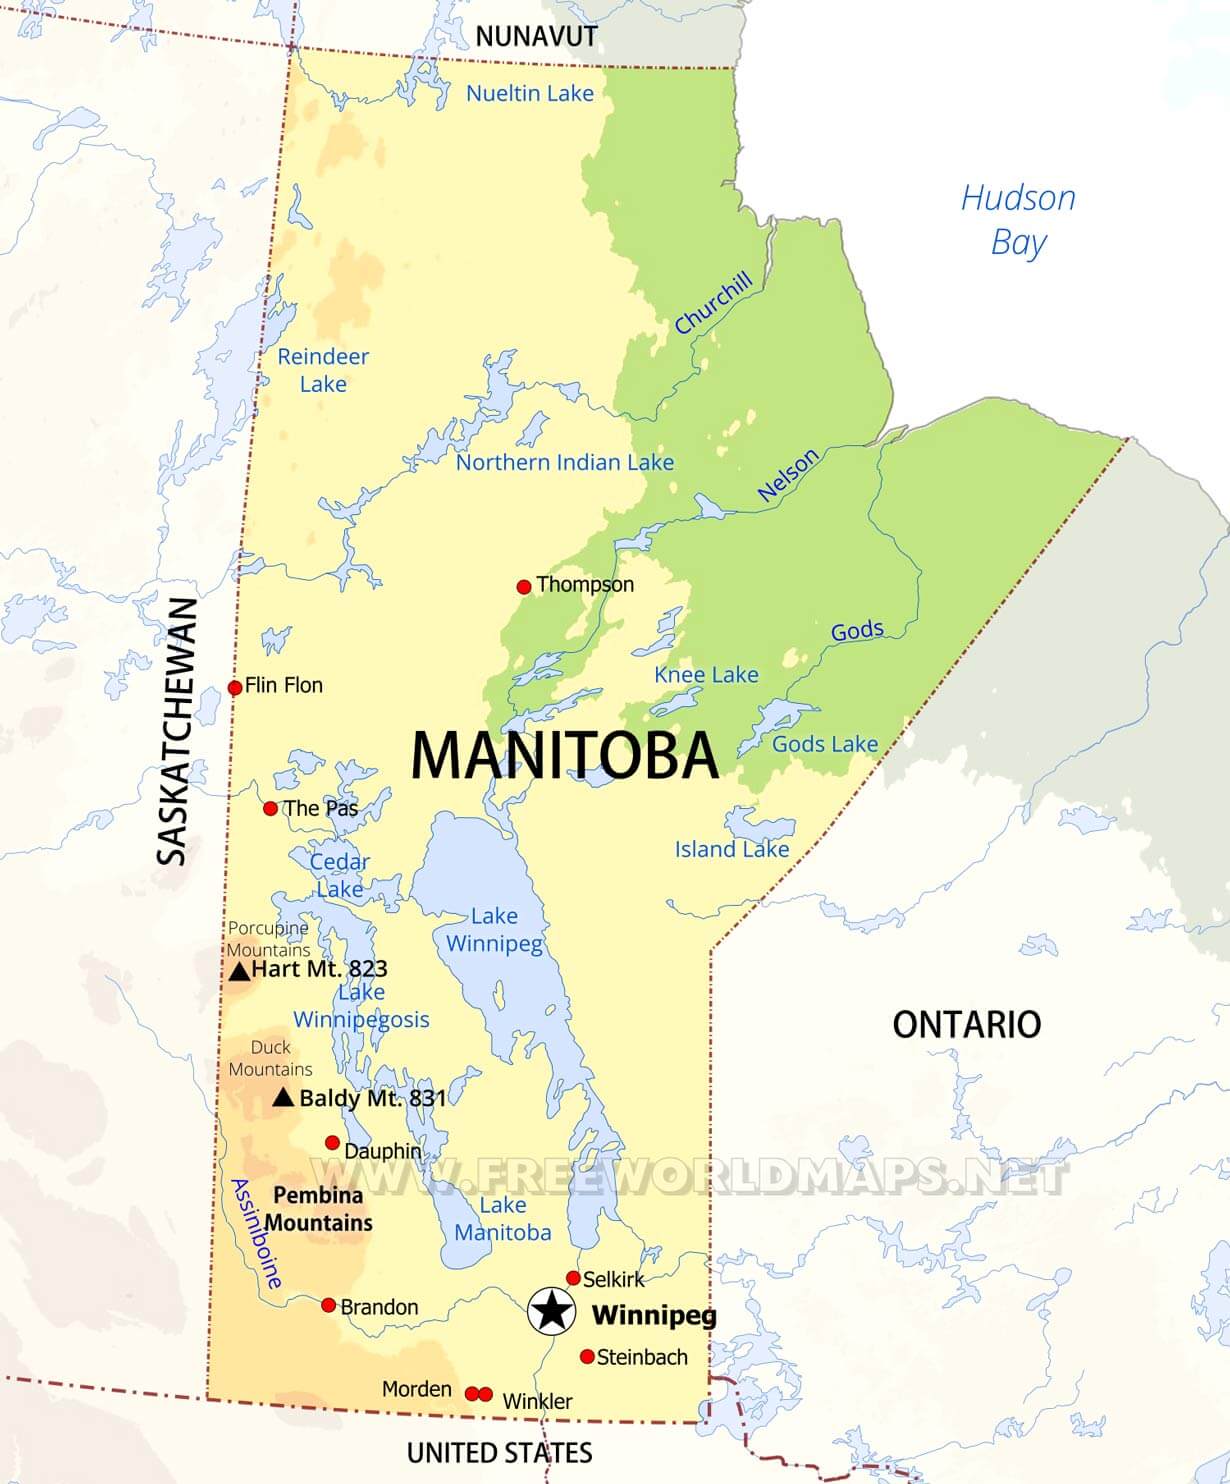 NUNAVUT
Nueltin Lake
Hudson
Bay
Churchill
Reindeer
Lake
Northern Indian Lake
Nelson
Thompson
SASKATCHEWAN
Gods
Knee Lake
Flin Flon
MANITOBA
Gods Lake
The Pas
Island Lake
Cedar
Lake
Lake
Winnipeg
Porcupine
Mountains
Hart Mt. 823
Lake
Winnipegosis
ONTARIO
Duck
Mountains
Baldy Mt. 831
Dauphin
WWW.FREEWORLDMAPS.NET
Pembina
Mountains
Assiniboine
Lake
Manitoba
Selkirk
Brandon
Winnipeg
Steinbach
Morden
Winkler
UNITED STATES